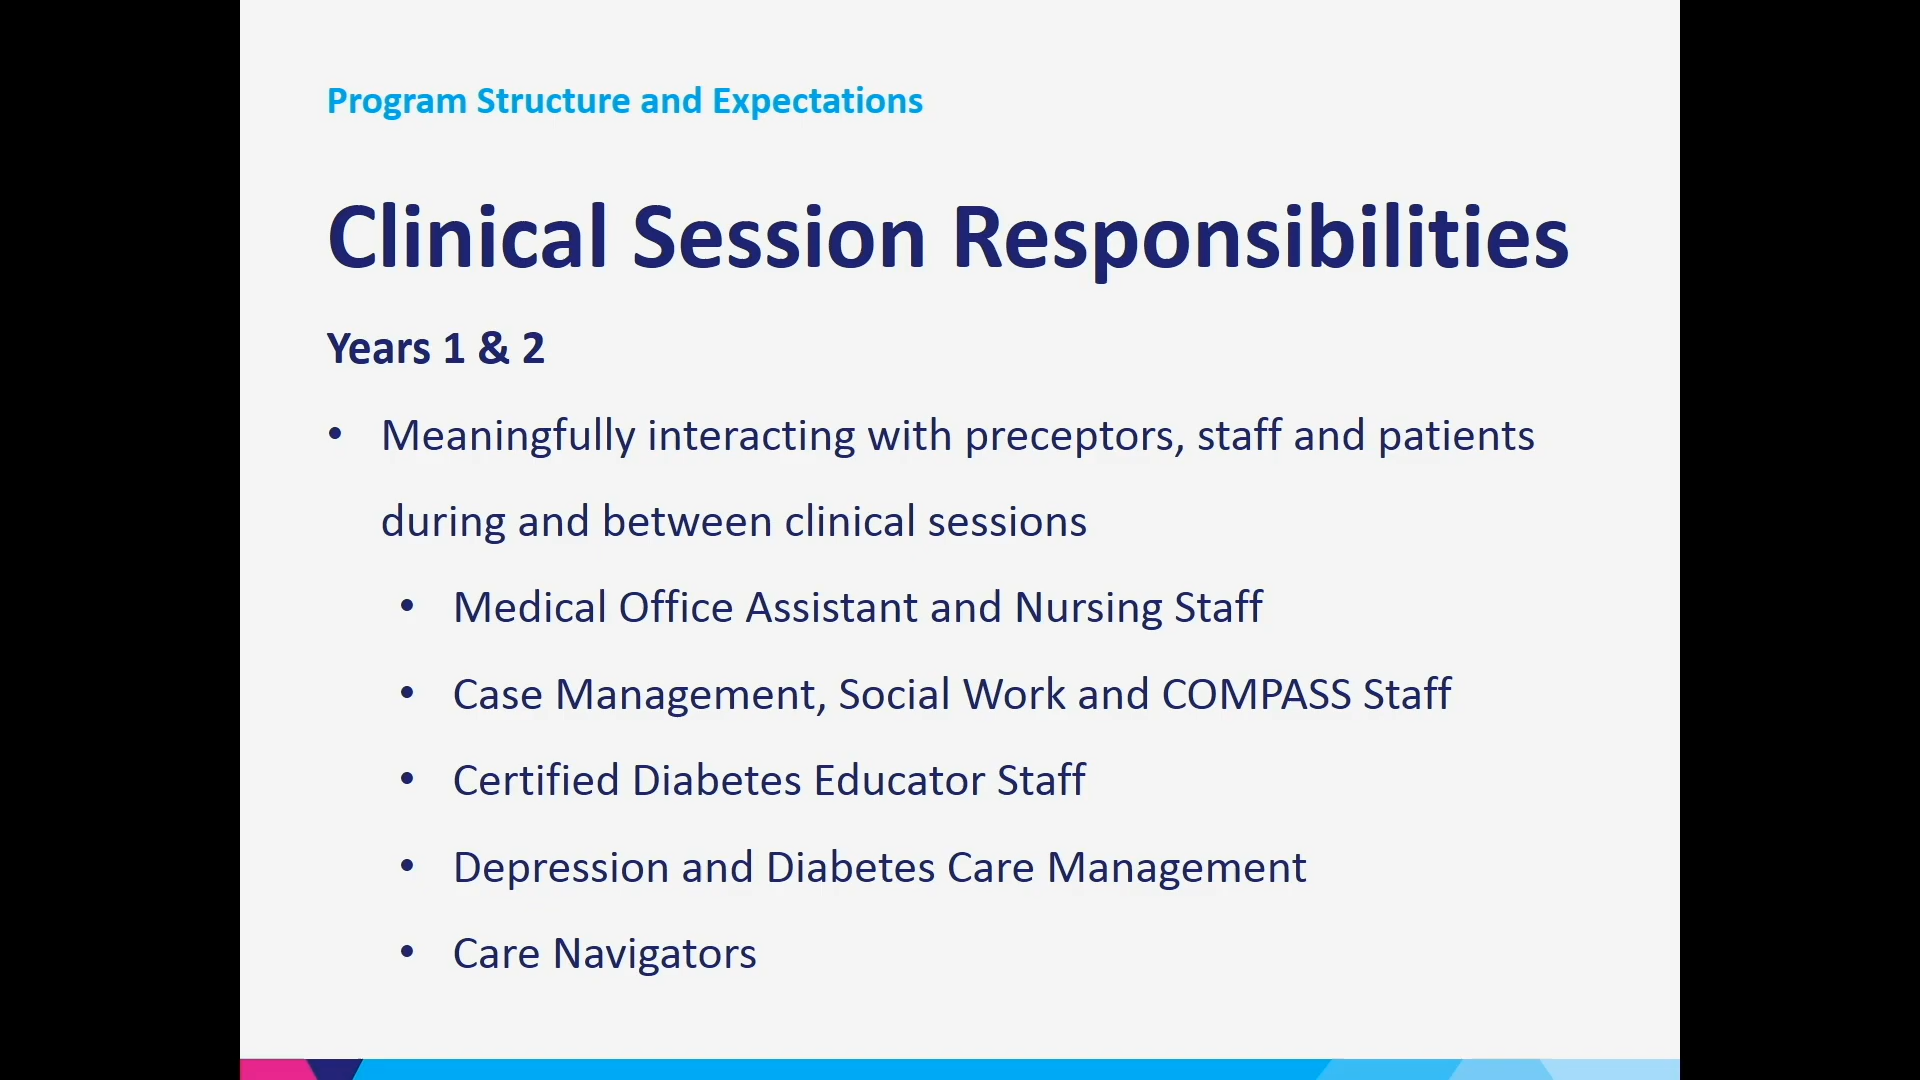 Program Structure and Expectations
Clinical Session Responsibilities
Years 1 & 2
• Meaningfully interacting with preceptors, staff and patients
during and between clinical sessions
• Medical Office Assistant and Nursing Staff
• Case Management, Social Work and COMPASS Staff
• Certified Diabetes Educator Staff
• Depression and Diabetes Care Management
• Care Navigators